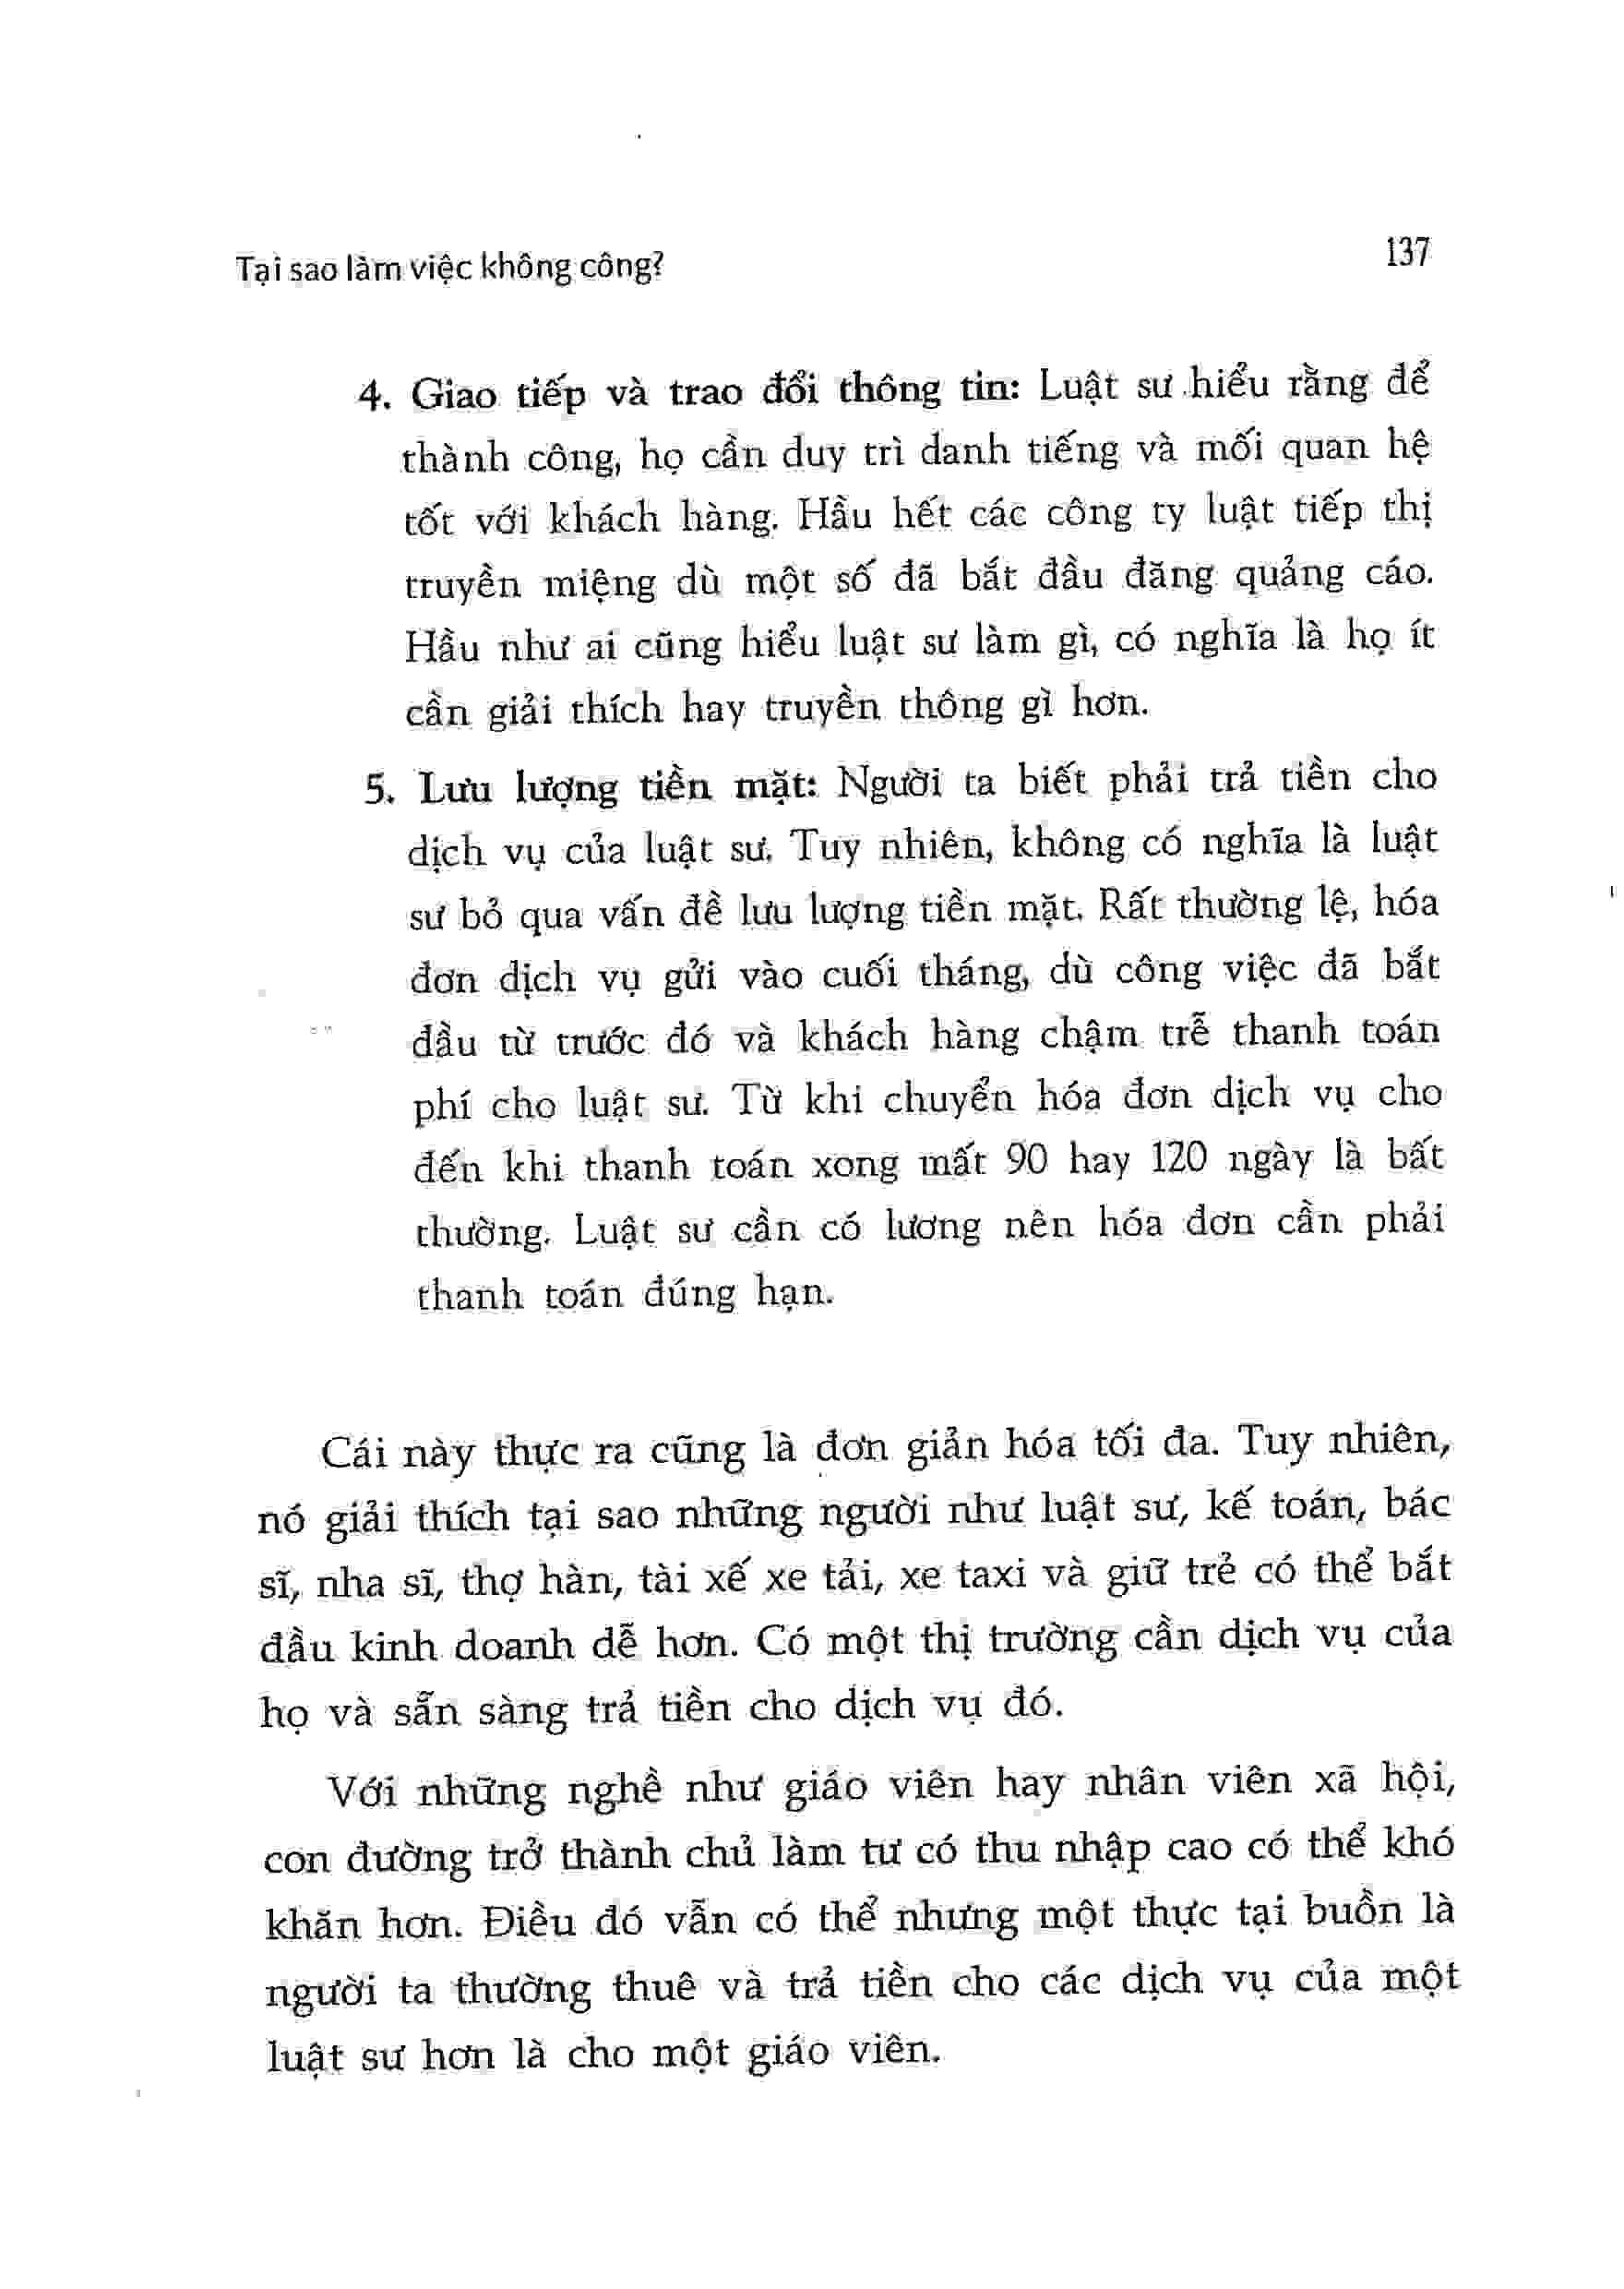 Tại sao làm việc không công?
137
4. Giao tiếp và trao đổi thông tin: Luật sư hiểu rằng để
thành công, họ cần duy trì danh tiếng và mối quan hệ
tốt với khách hàng. Hầu hết các công ty luật tiếp thị
truyền miệng dù một số đã bắt đầu đăng quảng cáo.
Hầu như ai cũng hiểu luật sư làm gì, có nghĩa là họ ít
cần giải thích hay truyền thông gì hơn.
5. Lưu lượng tiền mặt: Người ta biết phải trả tiền cho
dịch vụ của luật sư. Tuy nhiên, không có nghĩa là luật
sư bỏ qua vấn đề lưu lượng tiền mặt. Rất thường lệ, hóa
đơn dịch vụ gửi vào cuối tháng, dù công việc đã bắt
đầu từ trước đó và khách hàng chậm trễ thanh toán
phí cho luật sư. Từ khi chuyển hóa đơn dịch vụ cho
đến khi thanh toán xong mất 90 hay 120 ngày là bất
thường. Luật sư cần có lương nên hóa đơn cần phải
thanh toán đúng hạn.
Cái này thực ra cũng là đơn giản hóa tối đa. Tuy nhiên,
nó giải thích tại sao những người như luật sư, kế toán, bác
sĩ, nha sĩ, thợ hàn, tài xế xe tải, xe taxi và giữ trẻ có thể bắt
đầu kinh doanh dễ hơn. Có một thị trường cần dịch vụ của
họ và sẵn sàng trả tiền cho dịch vụ đó.
Với những nghề như giáo viên hay nhân viên xã hội,
con đường trở thành chủ làm tư có thu nhập cao có thể khó
khăn hơn. Điều đó vẫn có thể nhưng một thực tại buồn là
người ta thường thuê và trả tiền cho các dịch vụ của một
luật sư hơn là cho một giáo viên.